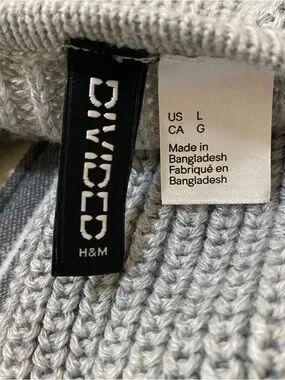 DIVIDED
H&M
US L
CA G
Made in
Bangladesh
Fabriqué en
Bangladesh